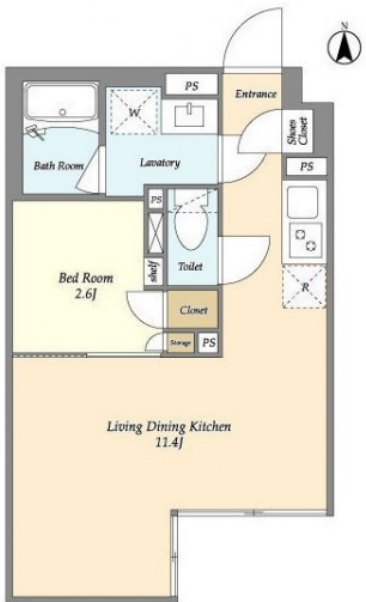 N
PS
Entrance
W
Shoes Closet
Bath Room
Lavatory
PS
PS
Bed Room
2.6J
shelf
Toilet
R
Closet
Storage
PS
Living Dining Kitchen
11.4J